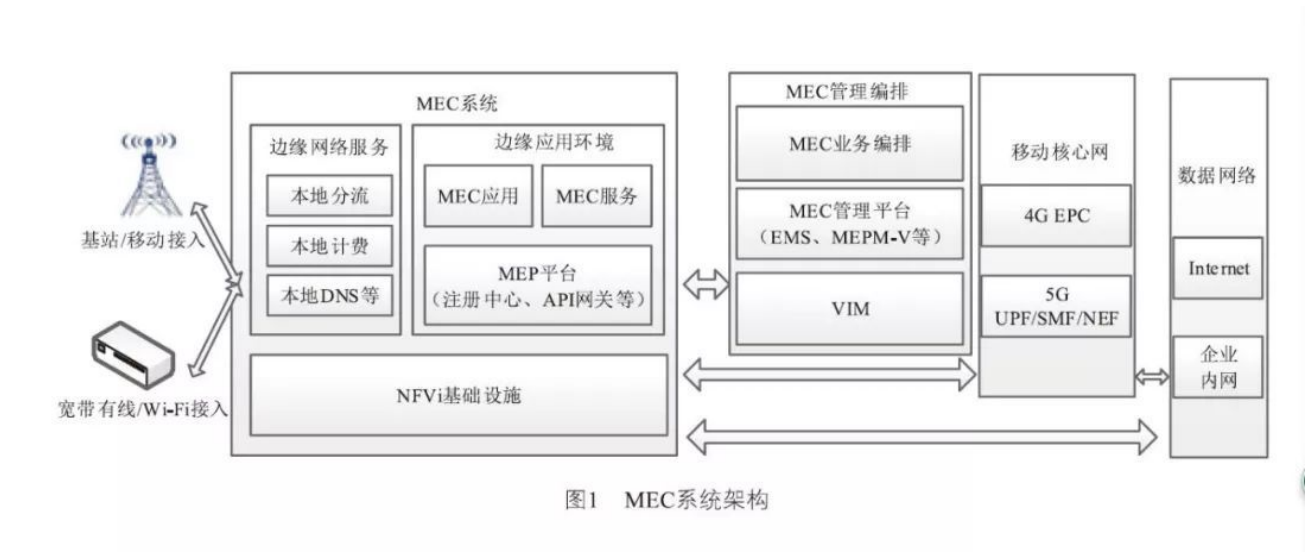 MEC系统
边缘网络服务
本地分流
本地计费
本地DNS等
边缘应用环境
MEC应用
MEC服务
MEP平台
（注册中心、API网关等）
NFVi基础设施
基站/移动接入
宽带有线/Wi-Fi接入
MEC管理编排
MEC业务编排
MEC管理平台
（EMS、MEPM-V等）
VIM
移动核心网
4G EPC
5G
UPF/SMF/NEF
数据网络
Internet
企业
内网
图1 MEC系统架构